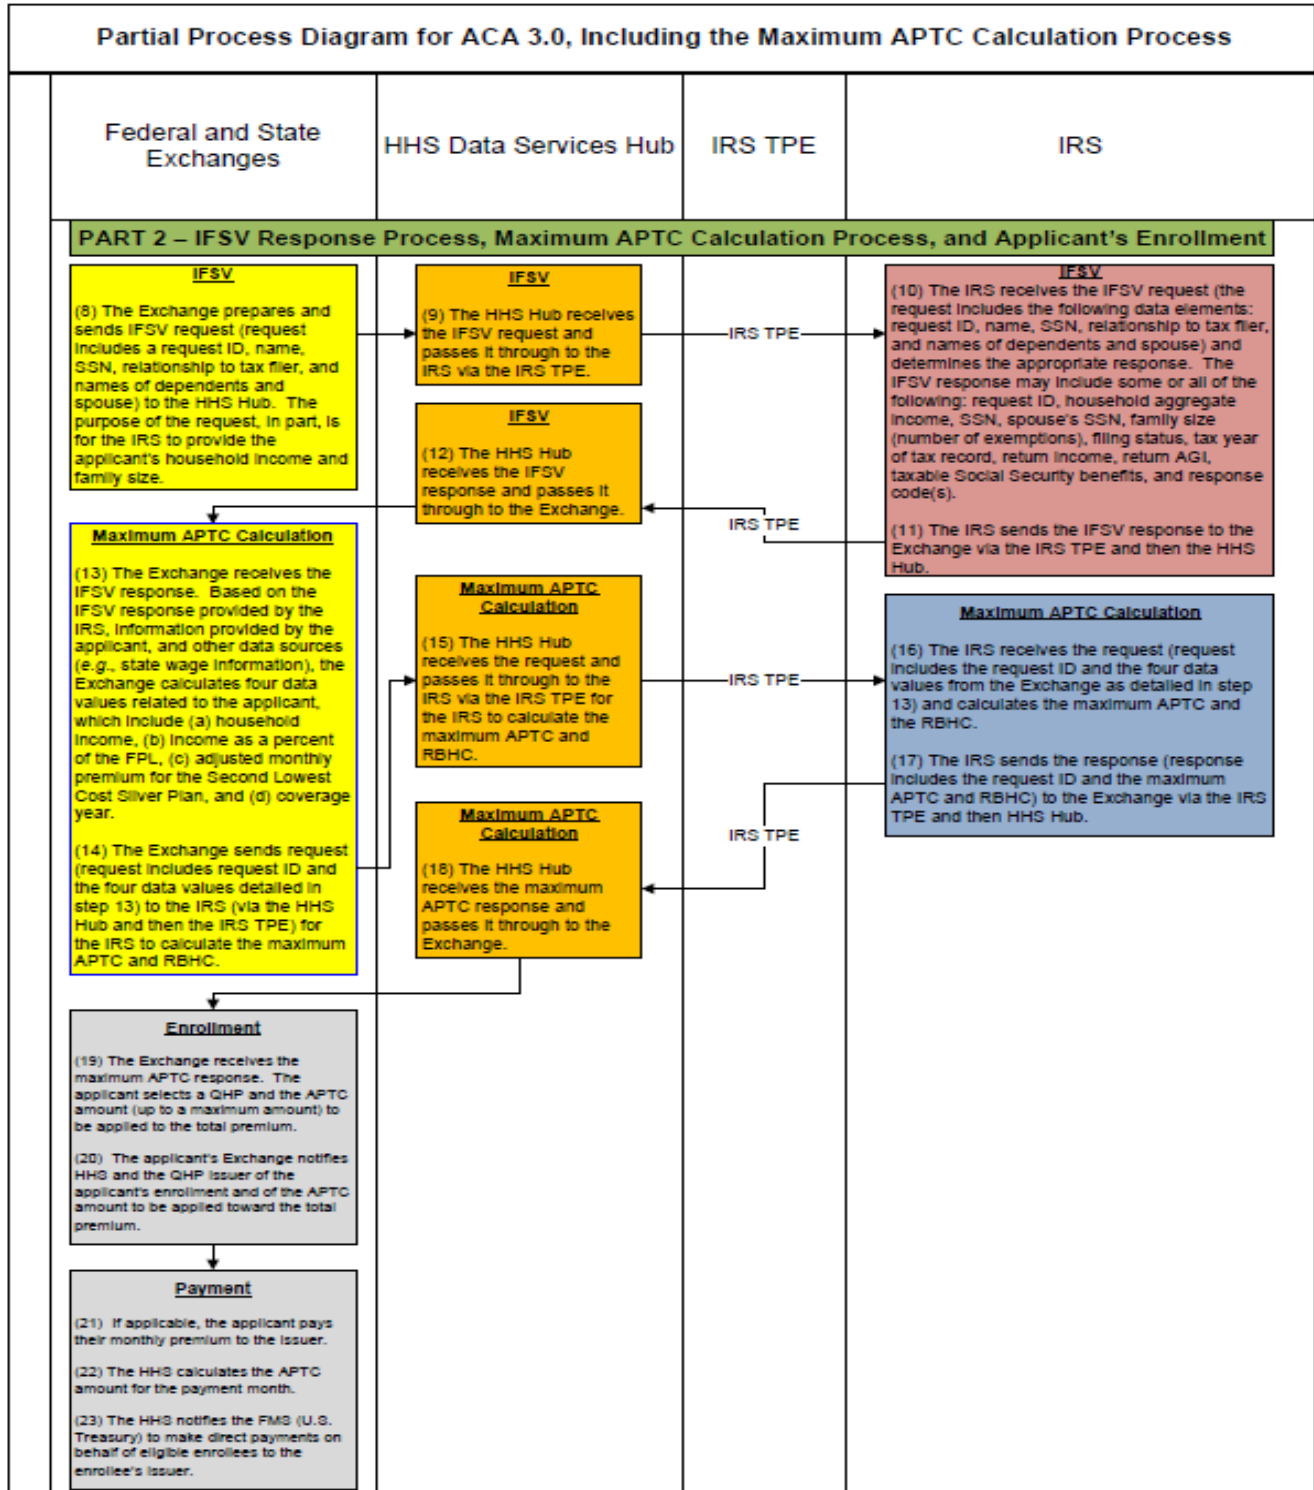 Partial Process Diagram for ACA 3.0, Including the Maximum APTC Calculation Process
Federal and State
Exchanges
HHS Data Services Hub
IRS TPE
IRS
PART 2 – IFSV Response Process, Maximum APTC Calculation Process, and Applicant's Enrollment
IFSV
(8) The Exchange prepares and
sends IFSV request (request
includes a request ID, name,
SSN, relationship to tax filer, and
names of dependents and
spouse) to the HHS Hub. The
purpose of the request, in part, is
for the IRS to provide the
applicant's household income and
family size.
IFSV
(9) The HHS Hub receives
the IFSV request and
passes it through to the
IRS via the IRS TPE.
IRS TPE
IFSV
(10) The IRS receives the IFSV request (the
request includes the following data elements:
request ID, name, SSN, relationship to tax filer,
and names of dependents and spouse) and
determines the appropriate response. The
IFSV response may include some or all of the
following: request ID, household aggregate
income, SSN, spouse's SSN, family size
(number of exemptions), filing status, tax year
of tax record, return income, return AGI,
taxable Social Security benefits, and response
code(s).
(11) The IRS sends the IFSV response to the
Exchange via the IRS TPE and then the HHS
Hub.
IRS TPE
IFSV
(12) The HHS Hub
receives the IFSV
response and passes it
through to the Exchange.
Maximum APTC Calculation
(13) The Exchange receives the
IFSV response. Based on the
IFSV response provided by the
IRS, information provided by the
applicant, and other data sources
(e.g., state wage information), the
Exchange calculates four data
values related to the applicant,
which include (a) household
income, (b) income as a percent
of the FPL, (c) adjusted monthly
premium for the Second Lowest
Cost Silver Plan, and (d) coverage
year.
(14) The Exchange sends request
(request includes request ID and
the four data values detailed in
step 13) to the IRS (via the HHS
Hub and then the IRS TPE) for
the IRS to calculate the maximum
APTC and RBHC.
Maximum APTC
Calculation
(15) The HHS Hub
receives the request and
passes it through to the
IRS via the IRS TPE for
the IRS to calculate the
maximum APTC and
RBHC.
IRS TPE
Maximum APTC Calculation
(16) The IRS receives the request (request
includes the request ID and the four data
values from the Exchange as detailed in step
13) and calculates the maximum APTC and
the RBHC.
(17) The IRS sends the response (response
includes the request ID and the maximum
APTC and RBHC) to the Exchange via the IRS
TPE and then HHS Hub.
IRS TPE
Maximum APTC
Calculation
(18) The HHS Hub
receives the maximum
APTC response and
passes it through to the
Exchange.
Enrollment
(19) The Exchange receives the
maximum APTC response. The
applicant selects a QHP and the APTC
amount (up to a maximum amount) to
be applied to the total premium.
(20) The applicant's Exchange notifies
HHS and the QHP issuer of the
applicant's enrollment and of the APTC
amount to be applied toward the total
premium.
Payment
(21) If applicable, the applicant pays
their monthly premium to the issuer.
(22) The HHS calculates the APTC
amount for the payment month.
(23) The HHS notifies the FMS (U.S.
Treasury) to make direct payments on
behalf of eligible enrollees to the
enrollee's issuer.